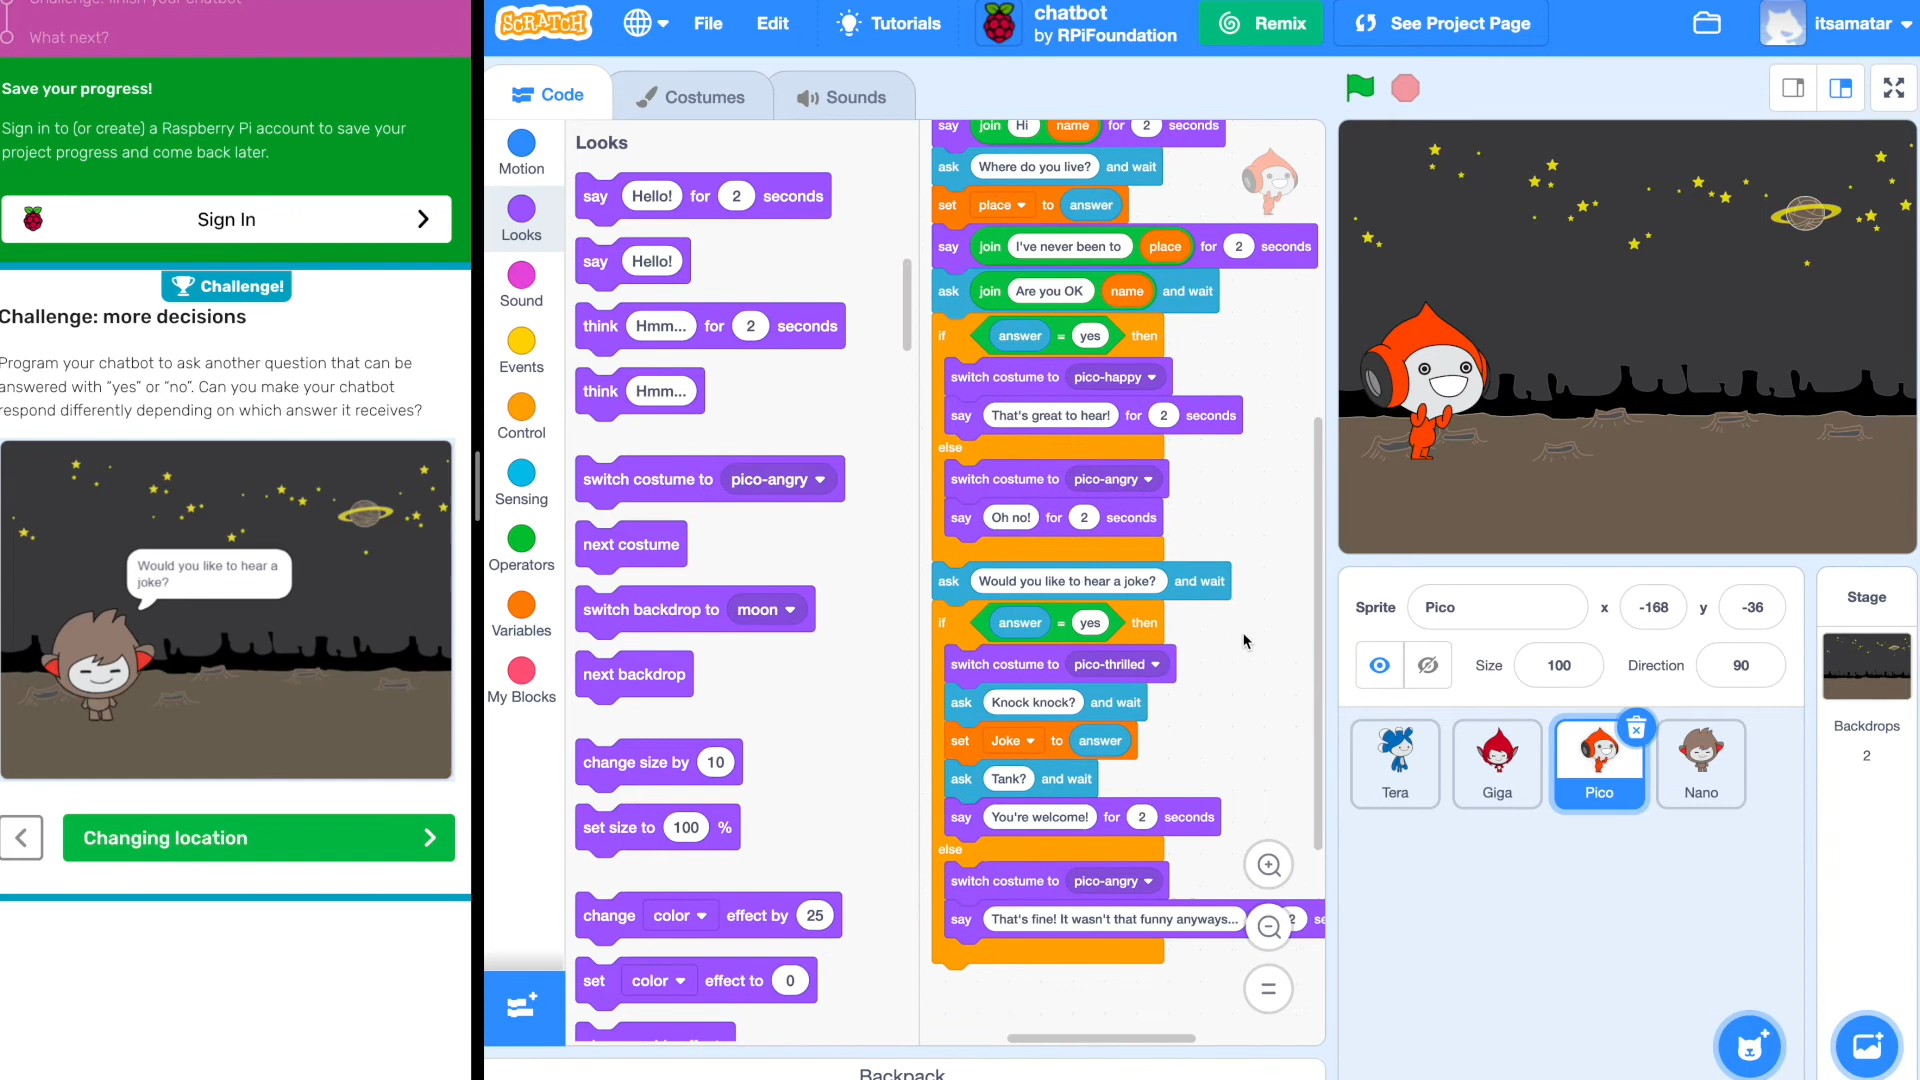 What next?
Save your progress!
Sign in to (or create) a Raspberry Pi account to save your
project progress and come back later.
Sign In
Challenge!
Challenge: more decisions
Program your chatbot to ask another question that can be
answered with “yes” or “no”. Can you make your chatbot
respond differently depending on which answer it receives?
Would you like to hear a
joke?
Changing location
SCRATCH
File
Edit
Tutorials
chatbot
by RPiFoundation
Remix
See Project Page
itsamatar
Code
Costumes
Sounds
Motion
Looks
Sound
Events
Control
Sensing
Operators
Variables
My Blocks
Looks
say Hello! for 2 seconds
say Hello!
think Hmm... for 2 seconds
think Hmm...
switch costume to pico-angry
next costume
switch backdrop to moon
next backdrop
change size by 10
set size to 100 %
change color effect by 25
set color effect to 0
say join Hi name for 2 seconds
ask Where do you live? and wait
set place to answer
say join I've never been to place for 2 seconds
ask join Are you OK name and wait
if answer = yes then
switch costume to pico-happy
say That's great to hear! for 2 seconds
else
switch costume to pico-angry
say Oh no! for 2 seconds
ask Would you like to hear a joke? and wait
if answer = yes then
switch costume to pico-thrilled
ask Knock knock? and wait
set Joke to answer
ask Tank? and wait
say You're welcome! for 2 seconds
else
switch costume to pico-angry
say That's fine! It wasn't that funny anyways... 2 se
Backpack
Sprite Pico x -168 y -36
Size 100 Direction 90
Tera
Giga
Pico
Nano
Stage
Backdrops
2